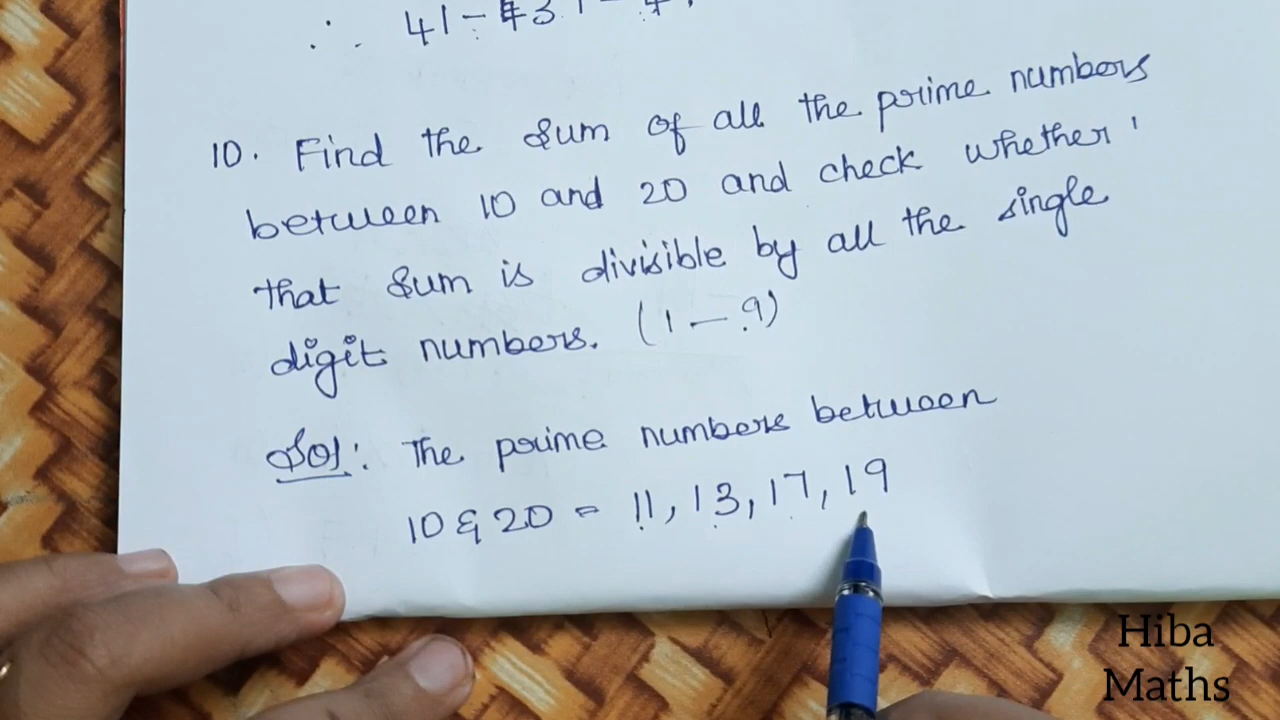 ∴ 41 -
10. Find the sum of all the prime numbers
between 10 and 20 and check whether
that sum is divisible by all the single
digit numbers. (1 - 9)
Sol: The prime numbers between
10 & 20 = 11, 13, 17, 19
Hiba
Maths